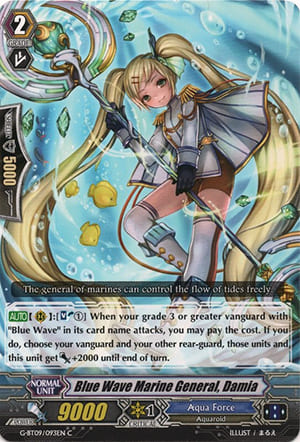 2
GRADE
5000
The general of marines can control the flow of tides freely.
AUTO [R]:[V 1] When your grade 3 or greater vanguard with
"Blue Wave" in its card name attacks, you may pay the cost. If you
do, choose your vanguard and your other rear-guard, those units and
this unit get +2000 until end of turn.
NORMAL UNIT
Blue Wave Marine General, Damia
POWER
9000
1
CRITICAL
Aqua Force
Aquaroid
G-BT09/093EN C
ILLUST